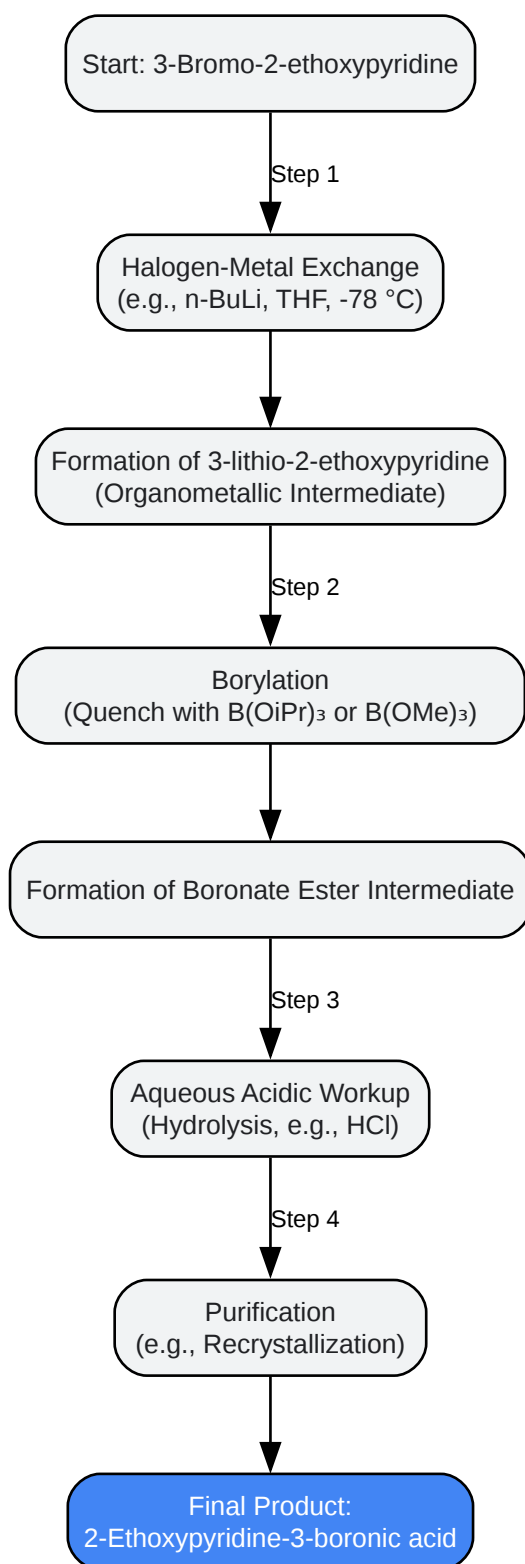 Start: 3-Bromo-2-ethoxypyridine
Step 1
Halogen-Metal Exchange
(e.g., n-BuLi, THF, -78 °C)
Formation of 3-lithio-2-ethoxypyridine
(Organometallic Intermediate)
Step 2
Borylation
(Quench with B(OiPr)₃ or B(OMe)₃)
Formation of Boronate Ester Intermediate
Step 3
Aqueous Acidic Workup
(Hydrolysis, e.g., HCl)
Step 4
Purification
(e.g., Recrystallization)
Final Product:
2-Ethoxypyridine-3-boronic acid